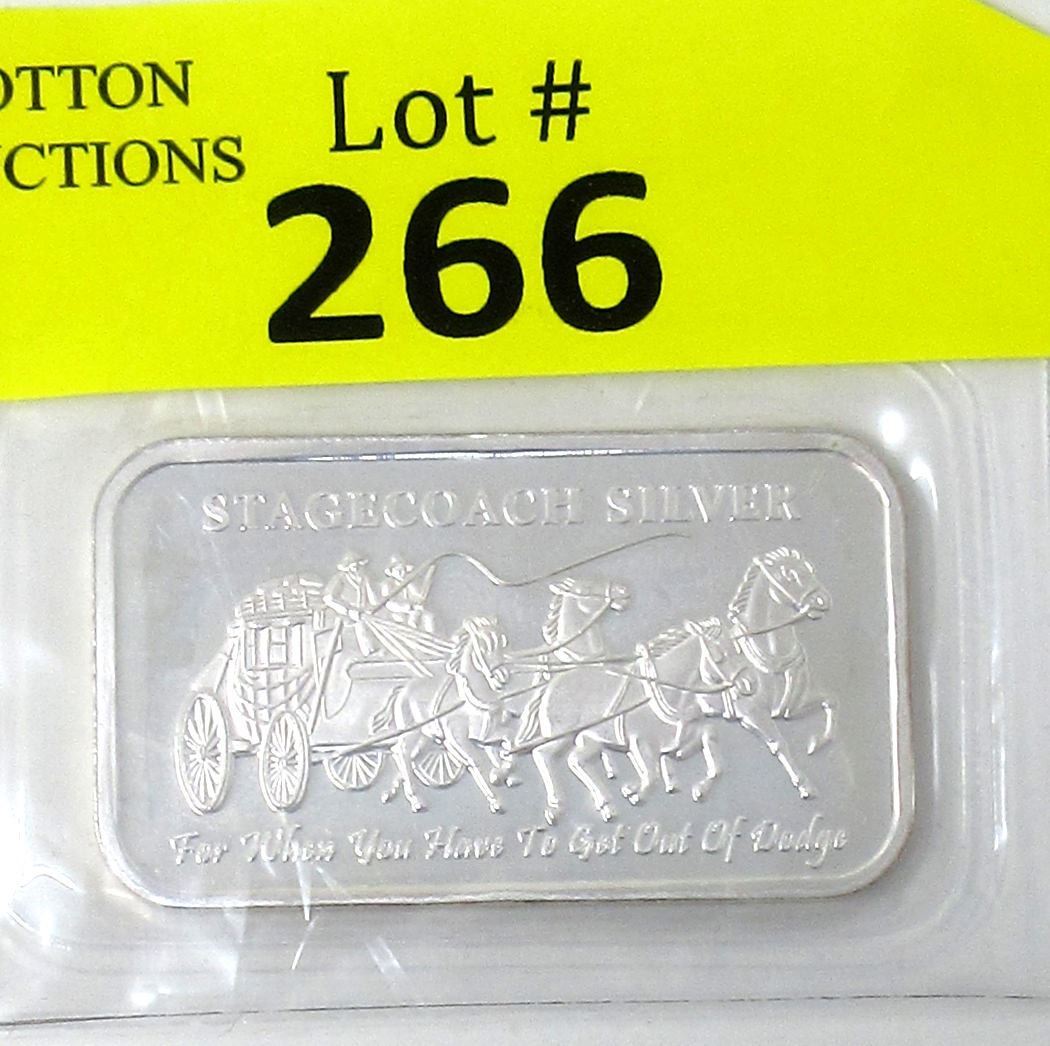 OTTON
CTIONS
Lot #
266
STAGECOACH SILVER
For When You Have To Get Out Of Dodge